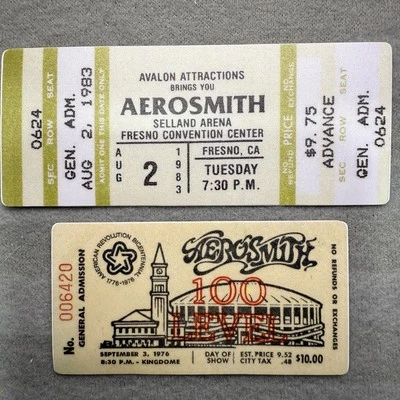 SEC ROW SEAT
0624
GEN. ADM.
AUG 2, 1983
ADMIT ONE THIS DATE ONLY
AVALON ATTRACTIONS
BRINGS YOU
AEROSMITH
SELLAND ARENA
FRESNO CONVENTION CENTER
AUG
2
1983
FRESNO, CA
TUESDAY
7:30 P.M.
NO REFUND PRICE EXCHANGE
$9.75
ADVANCE
GEN. ADM.
0624
SEC ROW SEAT
No. 006420
GENERAL ADMISSION
AMERICAN REVOLUTION BICENTENNIAL
1776-1976
AEROSMITH
100
LEVEL
SEPTEMBER 3, 1976
8:30 P.M. - KINGDOME
DAY OF
SHOW
EST. PRICE 9.52
CITY TAX .48
$10.00
NO REFUNDS OR EXCHANGES